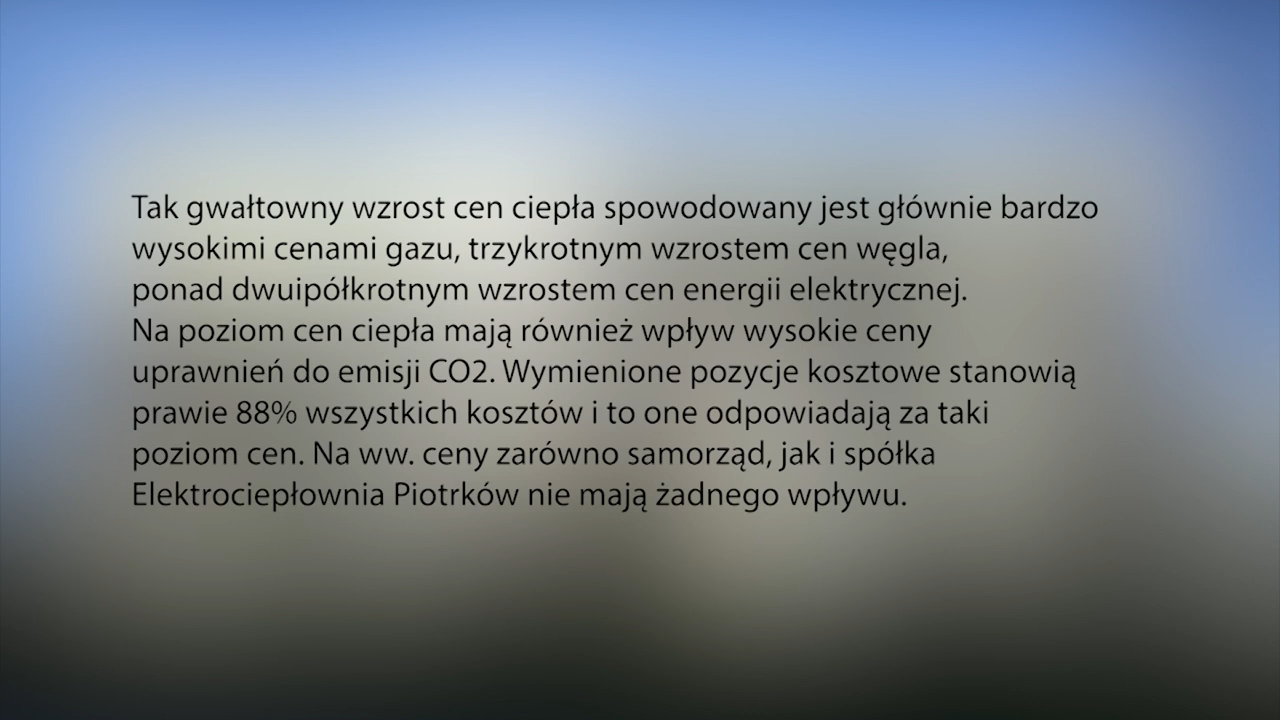 Tak gwałtowny wzrost cen ciepła spowodowany jest głównie bardzo
wysokimi cenami gazu, trzykrotnym wzrostem cen węgla,
ponad dwuipółkrotnym wzrostem cen energii elektrycznej.
Na poziom cen ciepła mają również wpływ wysokie ceny
uprawnień do emisji CO2. Wymienione pozycje kosztowe stanowią
prawie 88% wszystkich kosztów i to one odpowiadają za taki
poziom cen. Na ww. ceny zarówno samorząd, jak i spółka
Elektrociepłownia Piotrków nie mają żadnego wpływu.